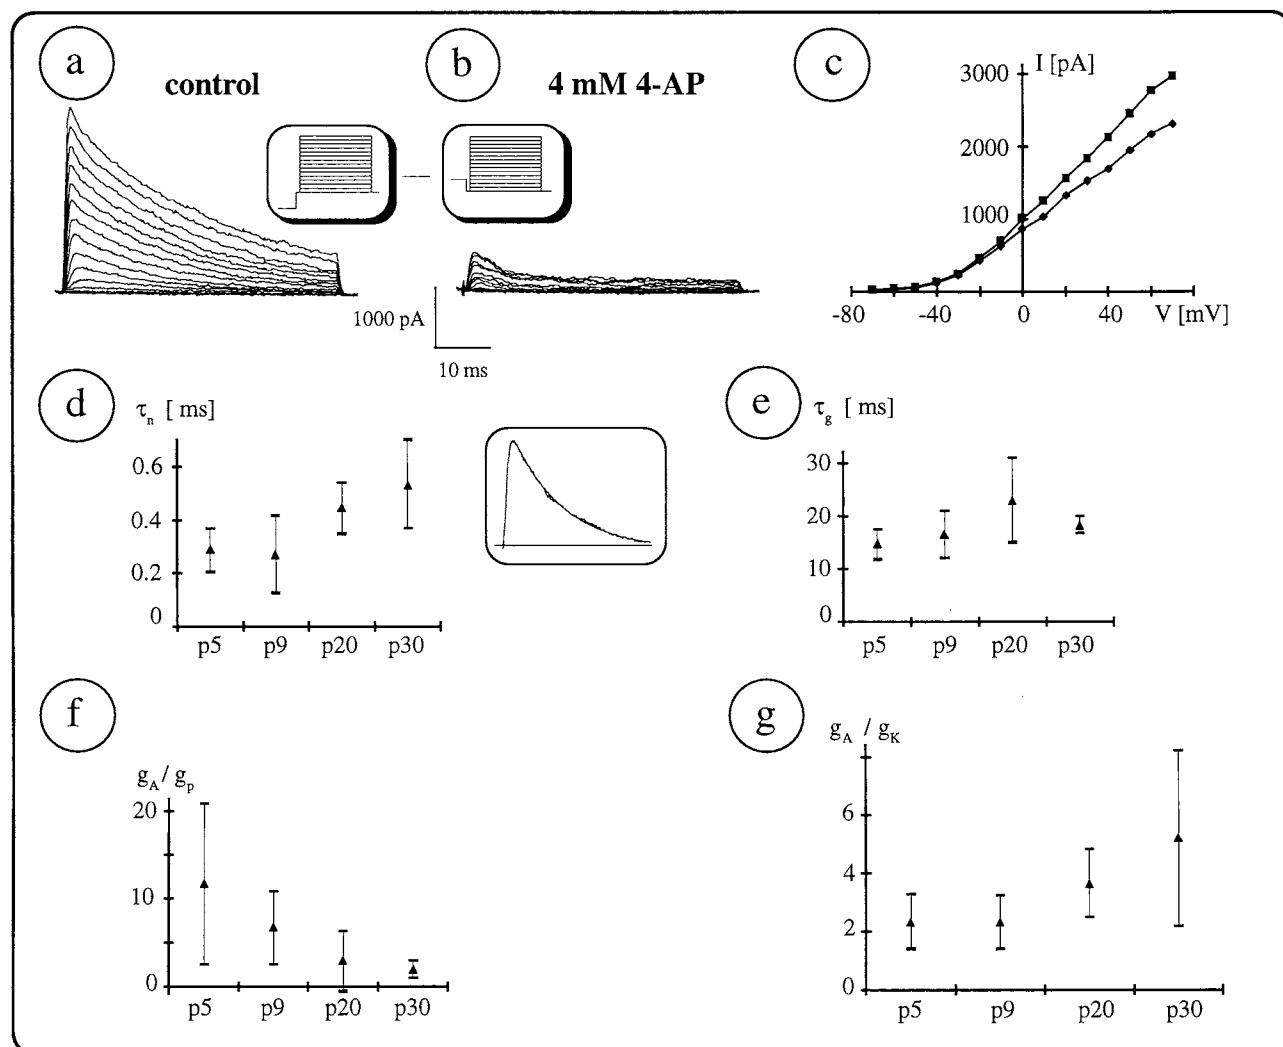 a
control
b
4 mM 4-AP
1000 pA
10 ms
c
I [pA]
3000
2000
1000
-80
-40
0
40
V [mV]
d
τn [ ms]
0.6
0.4
0.2
0
p5
p9
p20
p30
e
τg [ ms]
30
20
10
0
p5
p9
p20
p30
f
gA / gp
20
10
0
p5
p9
p20
p30
g
gA / gK
6
4
2
0
p5
p9
p20
p30